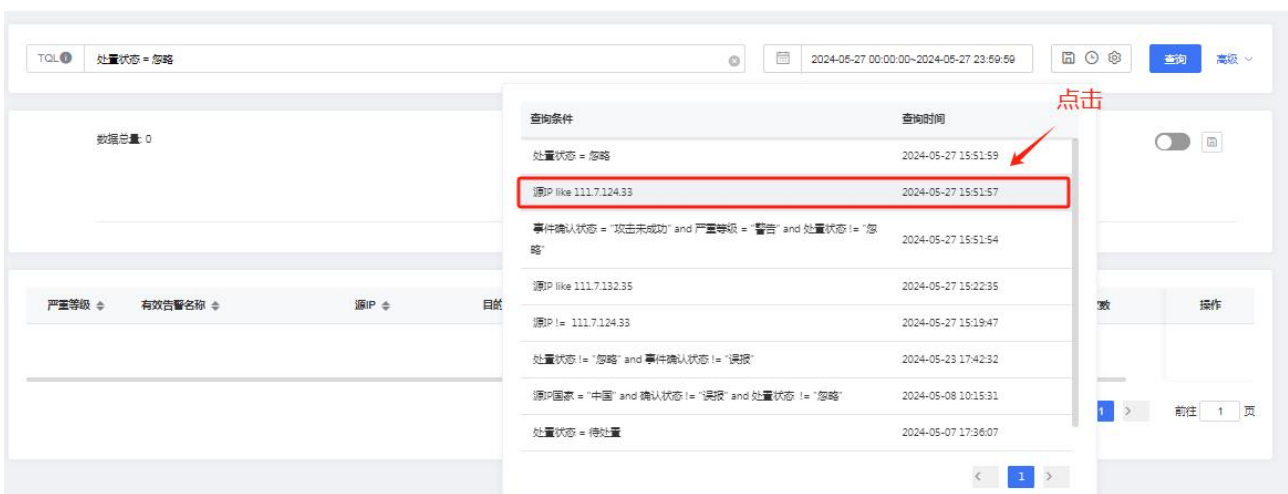 TQL 处置状态 = 忽略 2024-05-27 00:00:00~2024-05-27 23:59:59 查询 高级
点击
查询条件 查询时间
数据总量: 0
处置状态 = 忽略 2024-05-27 15:51:59
源IP like 111.7.124.33 2024-05-27 15:51:57
事件确认状态 = "攻击未成功" and 严重等级 = "警告" and 处置状态 != "忽
略" 2024-05-27 15:51:54
源IP like 111.7.132.35 2024-05-27 15:22:35
严重等级 有效告警名称 源IP 目的 数 操作
源IP != 111.7.124.33 2024-05-27 15:19:47
处置状态 != "忽略" and 事件确认状态 != "误报" 2024-05-23 17:42:32
源IP国家 = "中国" and 确认状态 != "误报" and 处置状态 != "忽略" 2024-05-08 10:15:31
1 > 前往 1 页
处置状态 = 待处置 2024-05-07 17:36:07
< 1 >